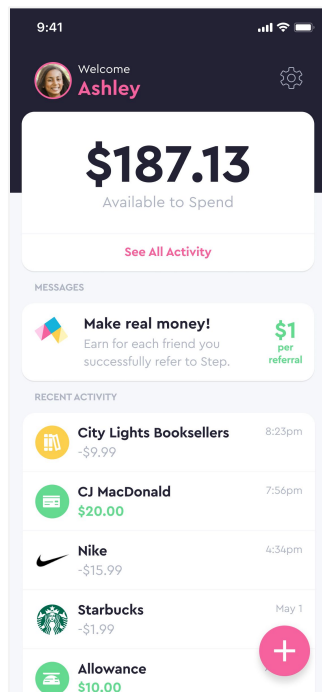 9:41
Welcome
Ashley
$187.13
Available to Spend
See All Activity
MESSAGES
Make real money!
Earn for each friend you
successfully refer to Step.
$1
per
referral
RECENT ACTIVITY
City Lights Booksellers
8:23pm
-$9.99
CJ MacDonald
7:56pm
$20.00
Nike
4:34pm
-$15.99
Starbucks
May 1
-$1.99
Allowance
$10.00